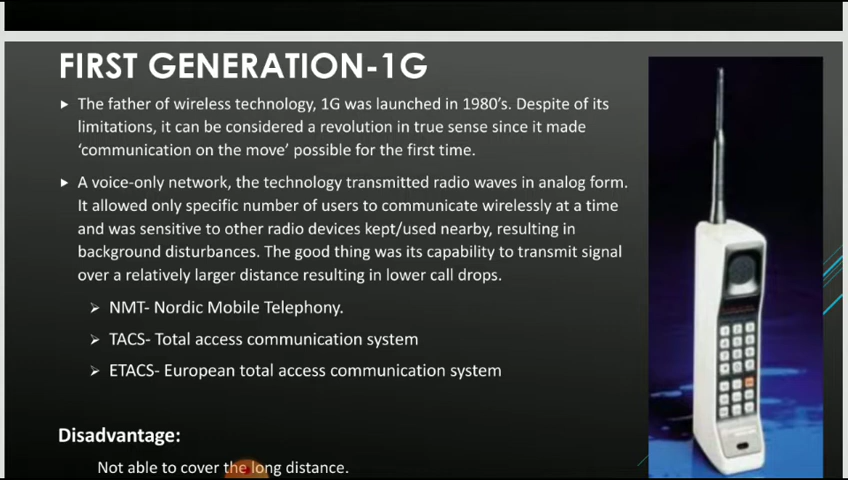 FIRST GENERATION-1G
The father of wireless technology, 1G was launched in 1980's. Despite of its
limitations, it can be considered a revolution in true sense since it made
'communication on the move' possible for the first time.
A voice-only network, the technology transmitted radio waves in analog form.
It allowed only specific number of users to communicate wirelessly at a time
and was sensitive to other radio devices kept/used nearby, resulting in
background disturbances. The good thing was its capability to transmit signal
over a relatively larger distance resulting in lower call drops.
NMT- Nordic Mobile Telephony.
TACS- Total access communication system
ETACS- European total access communication system
Disadvantage:
Not able to cover the long distance.